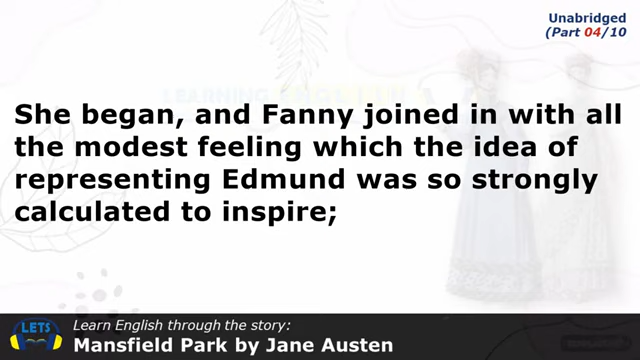 Unabridged
(Part 04/10
She began, and Fanny joined in with all
the modest feeling which the idea of
representing Edmund was so strongly
calculated to inspire;
LETS
Learn English through the story:
Mansfield Park by Jane Austen